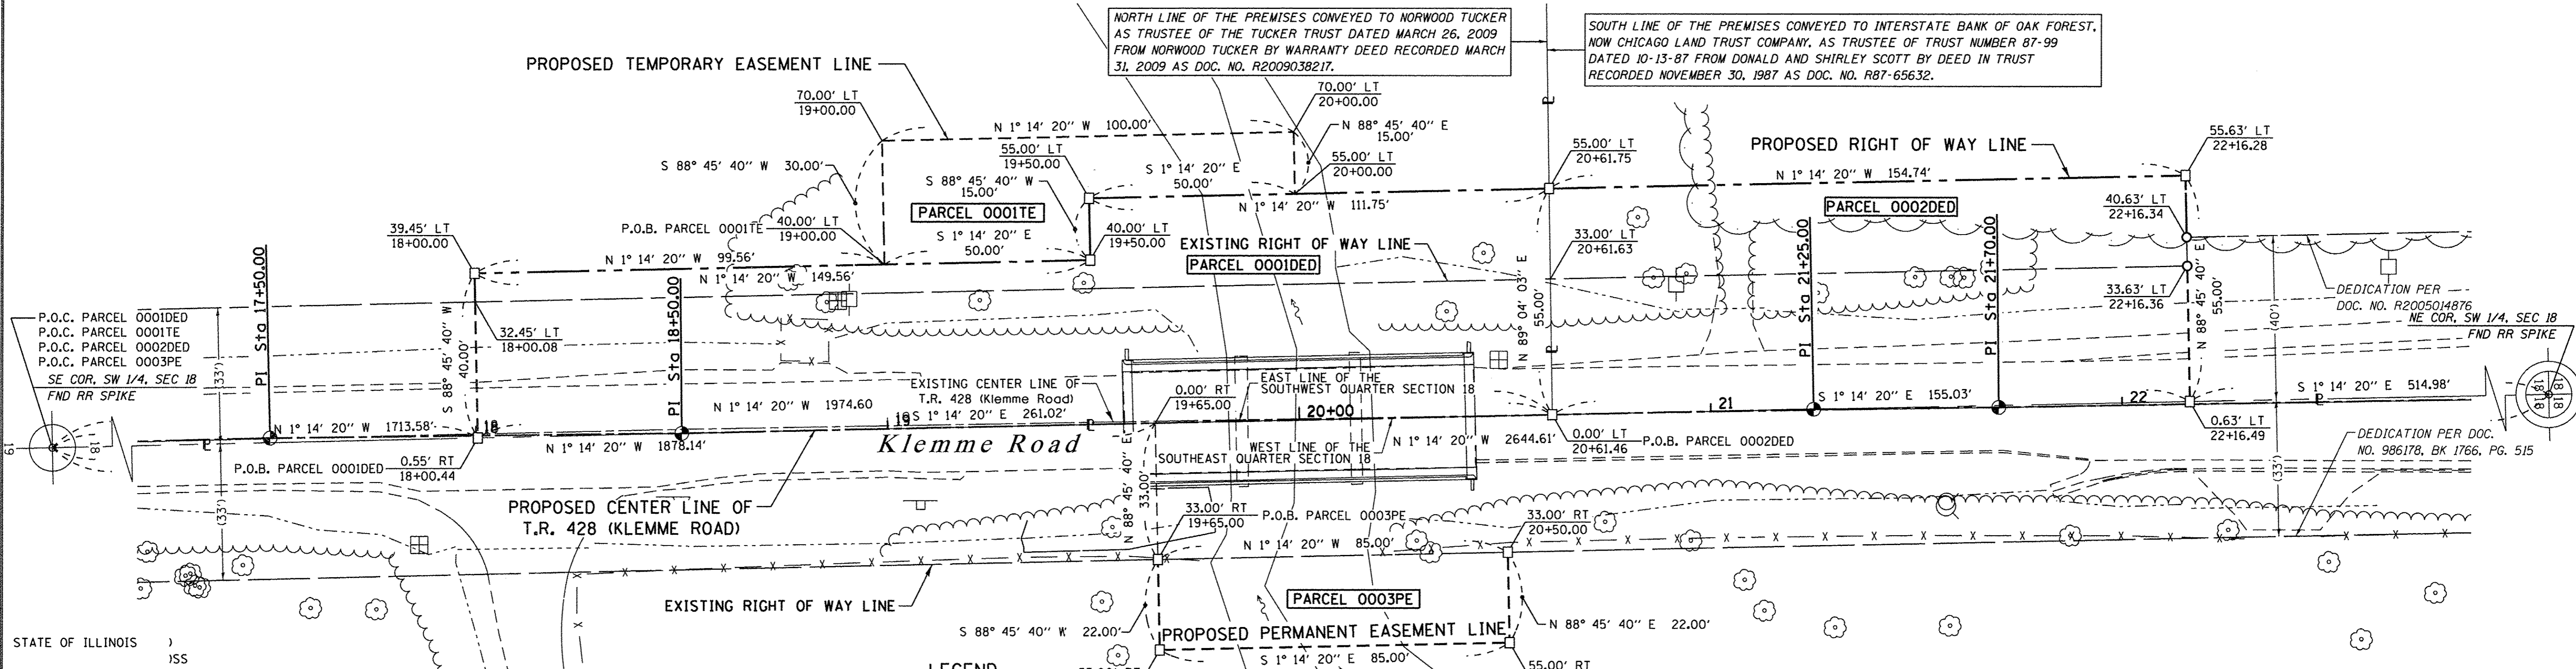 NORTH LINE OF THE PREMISES CONVEYED TO NORWOOD TUCKER
AS TRUSTEE OF THE TUCKER TRUST DATED MARCH 26, 2009
FROM NORWOOD TUCKER BY WARRANTY DEED RECORDED MARCH
31, 2009 AS DOC. NO. R2009038217.
SOUTH LINE OF THE PREMISES CONVEYED TO INTERSTATE BANK OF OAK FOREST,
NOW CHICAGO LAND TRUST COMPANY, AS TRUSTEE OF TRUST NUMBER 87-99
DATED 10-13-87 FROM DONALD AND SHIRLEY SCOTT BY DEED IN TRUST
RECORDED NOVEMBER 30, 1987 AS DOC. NO. R87-65632.
PROPOSED TEMPORARY EASEMENT LINE
70.00' LT
19+00.00
70.00' LT
20+00.00
N 1° 14' 20" W 100.00'
N 88° 45' 40" E
15.00'
55.00' LT
19+50.00
S 1° 14' 20" E
50.00'
55.00' LT
20+00.00
S 88° 45' 40" W 30.00'
S 88° 45' 40" W
15.00'
55.00' LT
20+61.75
PROPOSED RIGHT OF WAY LINE
55.63' LT
22+16.28
N 1° 14' 20" W 154.74'
PARCEL 0001TE
N 1° 14' 20" W 111.75'
PARCEL 0002DED
40.63' LT
22+16.34
39.45' LT
18+00.00
P.O.B. PARCEL 0001TE
40.00' LT
19+00.00
S 1° 14' 20" E
50.00'
40.00' LT
19+50.00
EXISTING RIGHT OF WAY LINE
PARCEL 0001DED
33.00' LT
20+61.63
N 1° 14' 20" W 99.56'
N 1° 14' 20" W 149.56'
PI Sta 17+50.00
PI Sta 18+50.00
PI Sta 21+25.00
PI Sta 21+70.00
33.63' LT
22+16.36
N 88° 45' 40" E
55.00'
(40')
DEDICATION PER
DOC. NO. R2005014876
NE COR, SW 1/4, SEC 18
FND RR SPIKE
P.O.C. PARCEL 0001DED
P.O.C. PARCEL 0001TE
P.O.C. PARCEL 0002DED
P.O.C. PARCEL 0003PE
SE COR, SW 1/4, SEC 18
FND RR SPIKE
(33')
S 88° 45' 40" W
40.00'
32.45' LT
18+00.08
N 89° 04' 03" E
55.00'
EXISTING CENTER LINE OF
T.R. 428 (Klemme Road)
EAST LINE OF THE
SOUTHWEST QUARTER SECTION 18
0.00' RT
19+65.00
N 1° 14' 20" W 1974.60
S 1° 14' 20" E 261.02'
N 1° 14' 20" W 1713.58'
18
19
20+00
21
22
S 1° 14' 20" E 155.03'
S 1° 14' 20" E 514.98'
18
19
18
18
18
18
N 1° 14' 20" W 1878.14'
Klemme Road
WEST LINE OF THE
SOUTHEAST QUARTER SECTION 18
N 1° 14' 20" W 2644.61'
0.00' LT
20+61.46
P.O.B. PARCEL 0002DED
0.63' LT
22+16.49
DEDICATION PER DOC.
NO. 986178, BK 1766, PG. 515
P.O.B. PARCEL 0001DED
0.55' RT
18+00.44
PROPOSED CENTER LINE OF
T.R. 428 (KLEMME ROAD)
(33')
N 88° 45' 40" E
33.00'
33.00' RT
19+65.00
P.O.B. PARCEL 0003PE
33.00' RT
20+50.00
(33')
N 1° 14' 20" W 85.00'
EXISTING RIGHT OF WAY LINE
PARCEL 0003PE
S 88° 45' 40" W 22.00'
PROPOSED PERMANENT EASEMENT LINE
N 88° 45' 40" E 22.00'
STATE OF ILLINOIS )
)SS
LEGEND
S 1° 14' 20" E 85.00'
55.00' RT